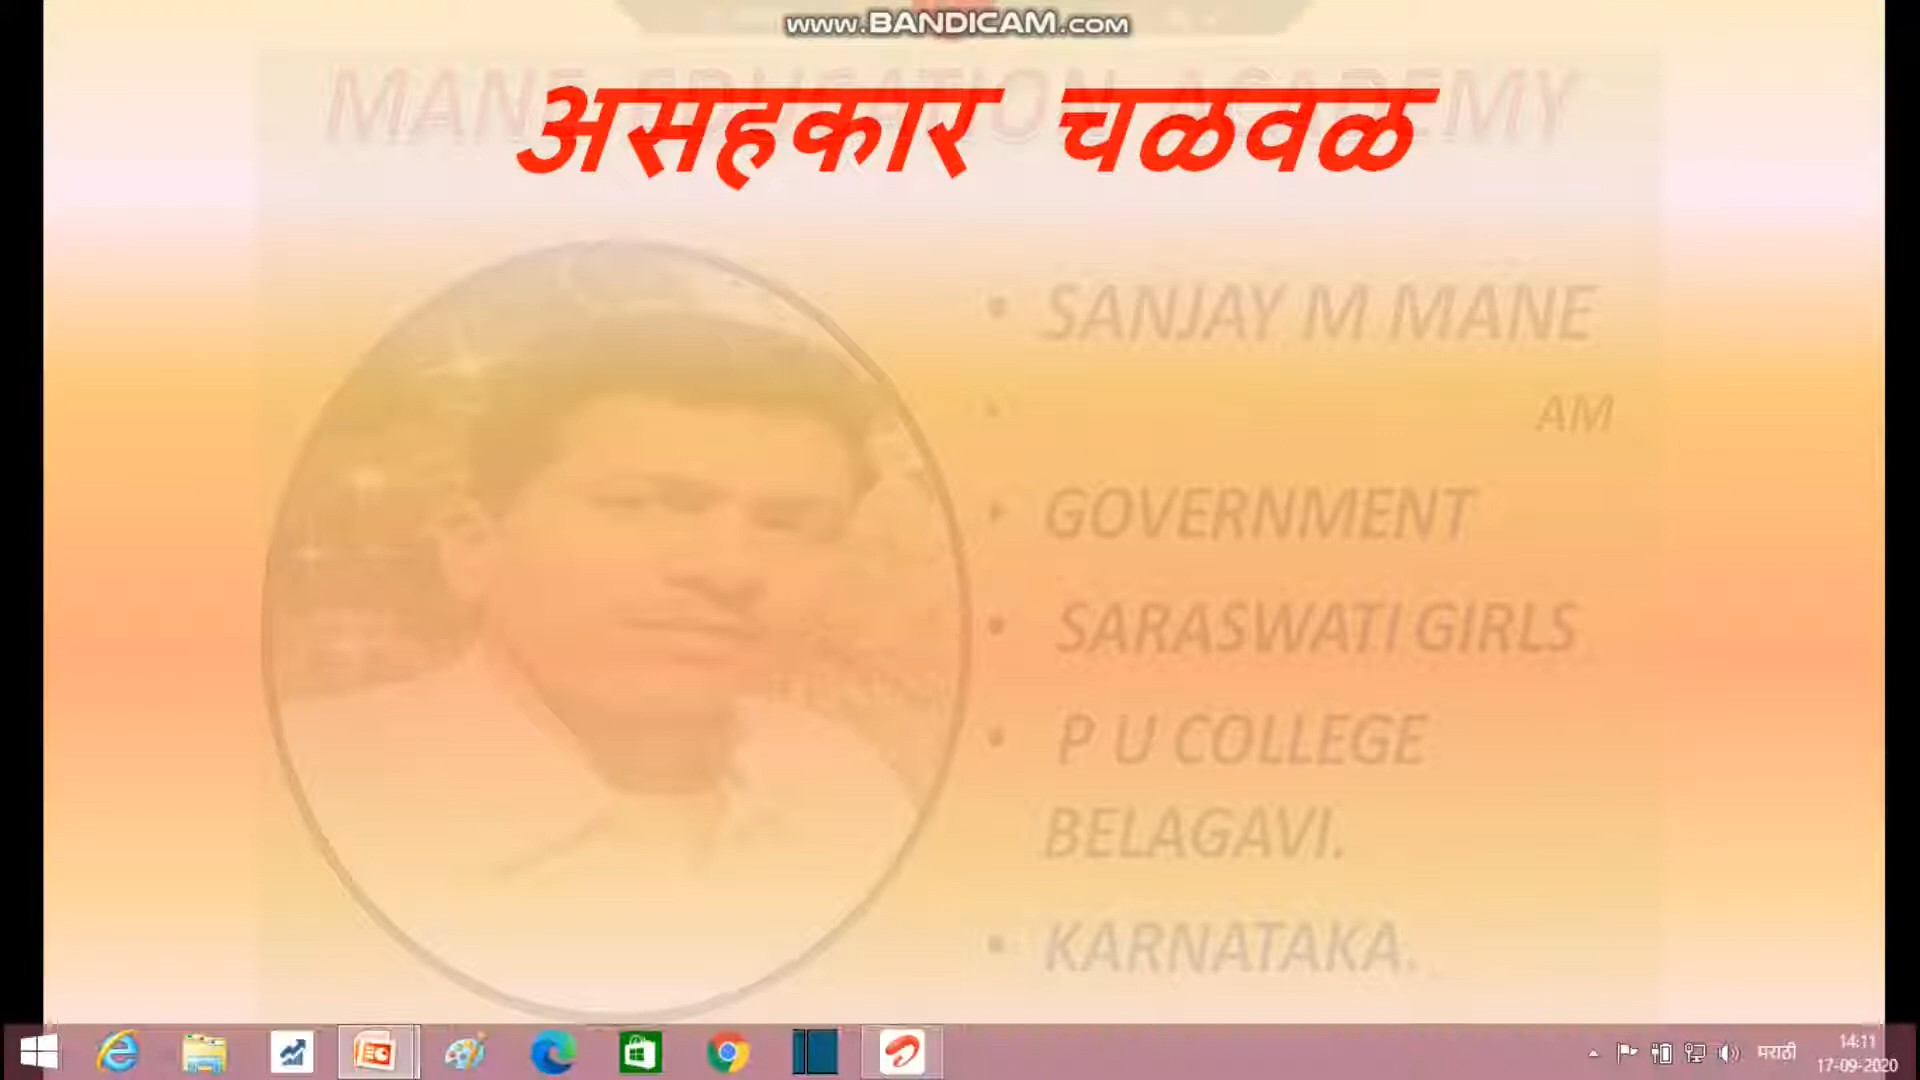 www.BANDICAM.com
MANE EDUCATION ACADEMY
असहकार चळवळ
• SANJAY M MANE
• AM
• GOVERNMENT
• SARASWATI GIRLS
• P U COLLEGE
BELAGAVI.
• KARNATAKA.
मराठी
14:11
17-09-2020